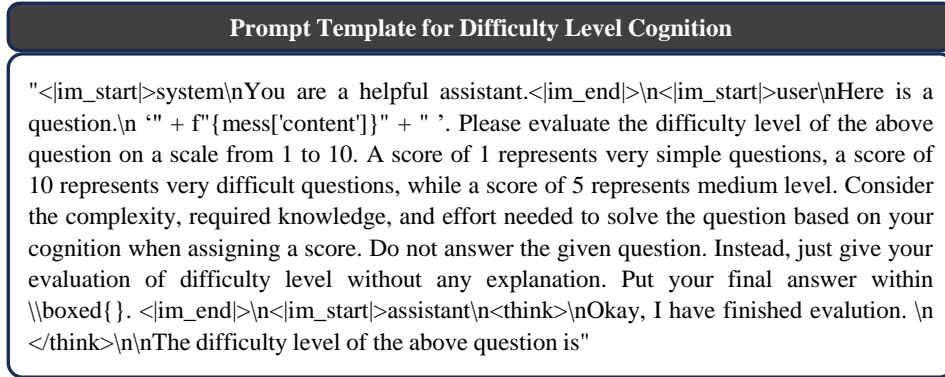 Prompt Template for Difficulty Level Cognition
"<|im_start|>system\nYou are a helpful assistant.<|im_end|>\n<|im_start|>user\nHere is a
question.\n ‘" + f"{mess['content']}" + " ’. Please evaluate the difficulty level of the above
question on a scale from 1 to 10. A score of 1 represents very simple questions, a score of
10 represents very difficult questions, while a score of 5 represents medium level. Consider
the complexity, required knowledge, and effort needed to solve the question based on your
cognition when assigning a score. Do not answer the given question. Instead, just give your
evaluation of difficulty level without any explanation. Put your final answer within
\\boxed{}. <|im_end|>\n<|im_start|>assistant\n<think>\nOkay, I have finished evalution. \n
</think>\n\nThe difficulty level of the above question is"